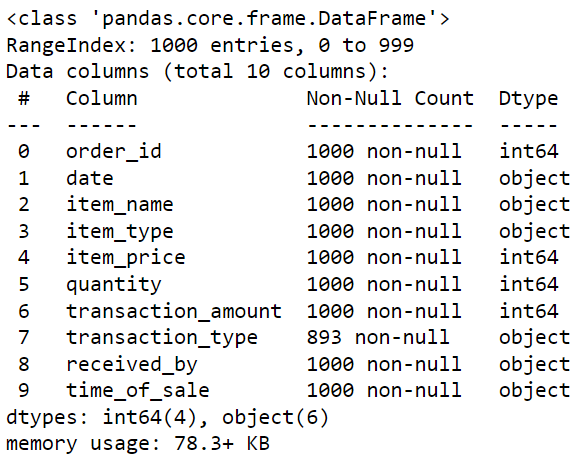 <class 'pandas.core.frame.DataFrame'>
RangeIndex: 1000 entries, 0 to 999
Data columns (total 10 columns):
 #   Column              Non-Null Count  Dtype
---  ------              --------------  -----
 0   order_id            1000 non-null   int64
 1   date                1000 non-null   object
 2   item_name           1000 non-null   object
 3   item_type           1000 non-null   object
 4   item_price          1000 non-null   int64
 5   quantity            1000 non-null   int64
 6   transaction_amount  1000 non-null   int64
 7   transaction_type    893 non-null    object
 8   received_by         1000 non-null   object
 9   time_of_sale        1000 non-null   object
dtypes: int64(4), object(6)
memory usage: 78.3+ KB